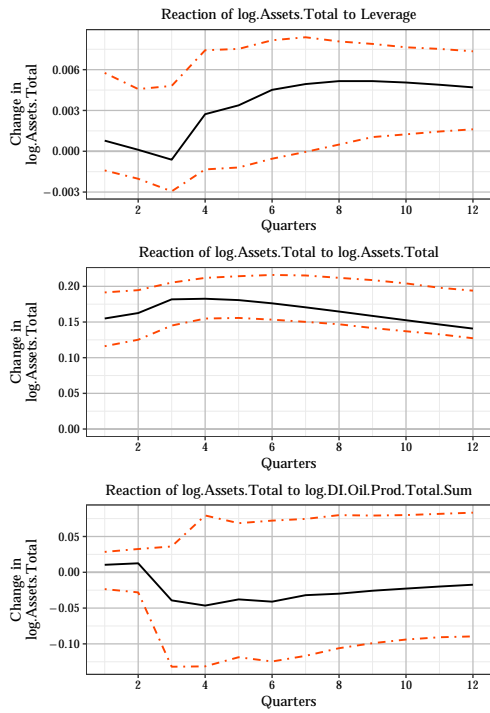 Reaction of log.Assets.Total to Leverage
Change in
log.Assets.Total
0.006
0.003
0.000
−0.003
2 4 6 8 10 12
Quarters
Reaction of log.Assets.Total to log.Assets.Total
Change in
log.Assets.Total
0.20
0.15
0.10
0.05
0.00
2 4 6 8 10 12
Quarters
Reaction of log.Assets.Total to log.DI.Oil.Prod.Total.Sum
Change in
log.Assets.Total
0.05
0.00
−0.05
−0.10
2 4 6 8 10 12
Quarters